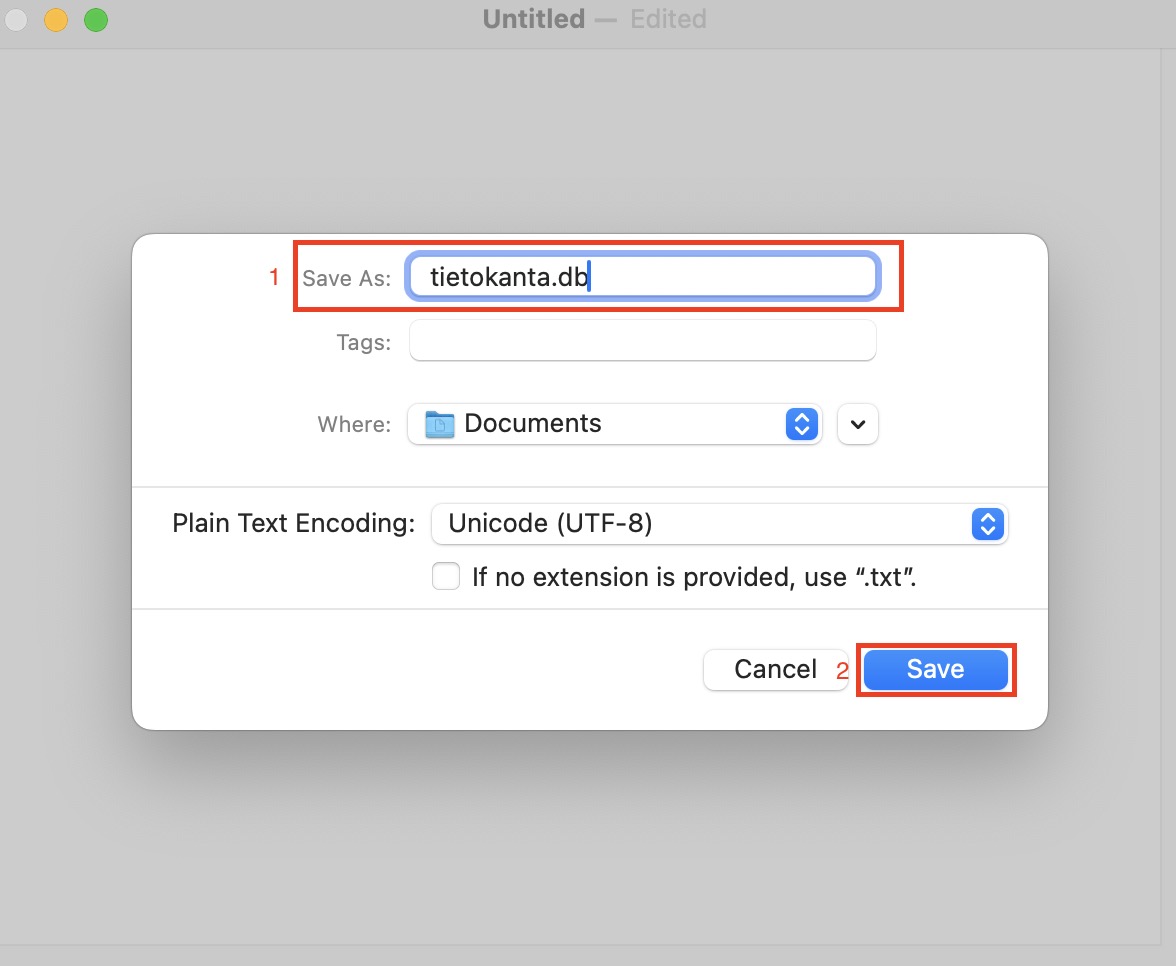 Untitled — Edited
1 Save As: tietokanta.db
Tags:
Where: Documents
Plain Text Encoding: Unicode (UTF-8)
If no extension is provided, use “.txt”.
Cancel 2 Save